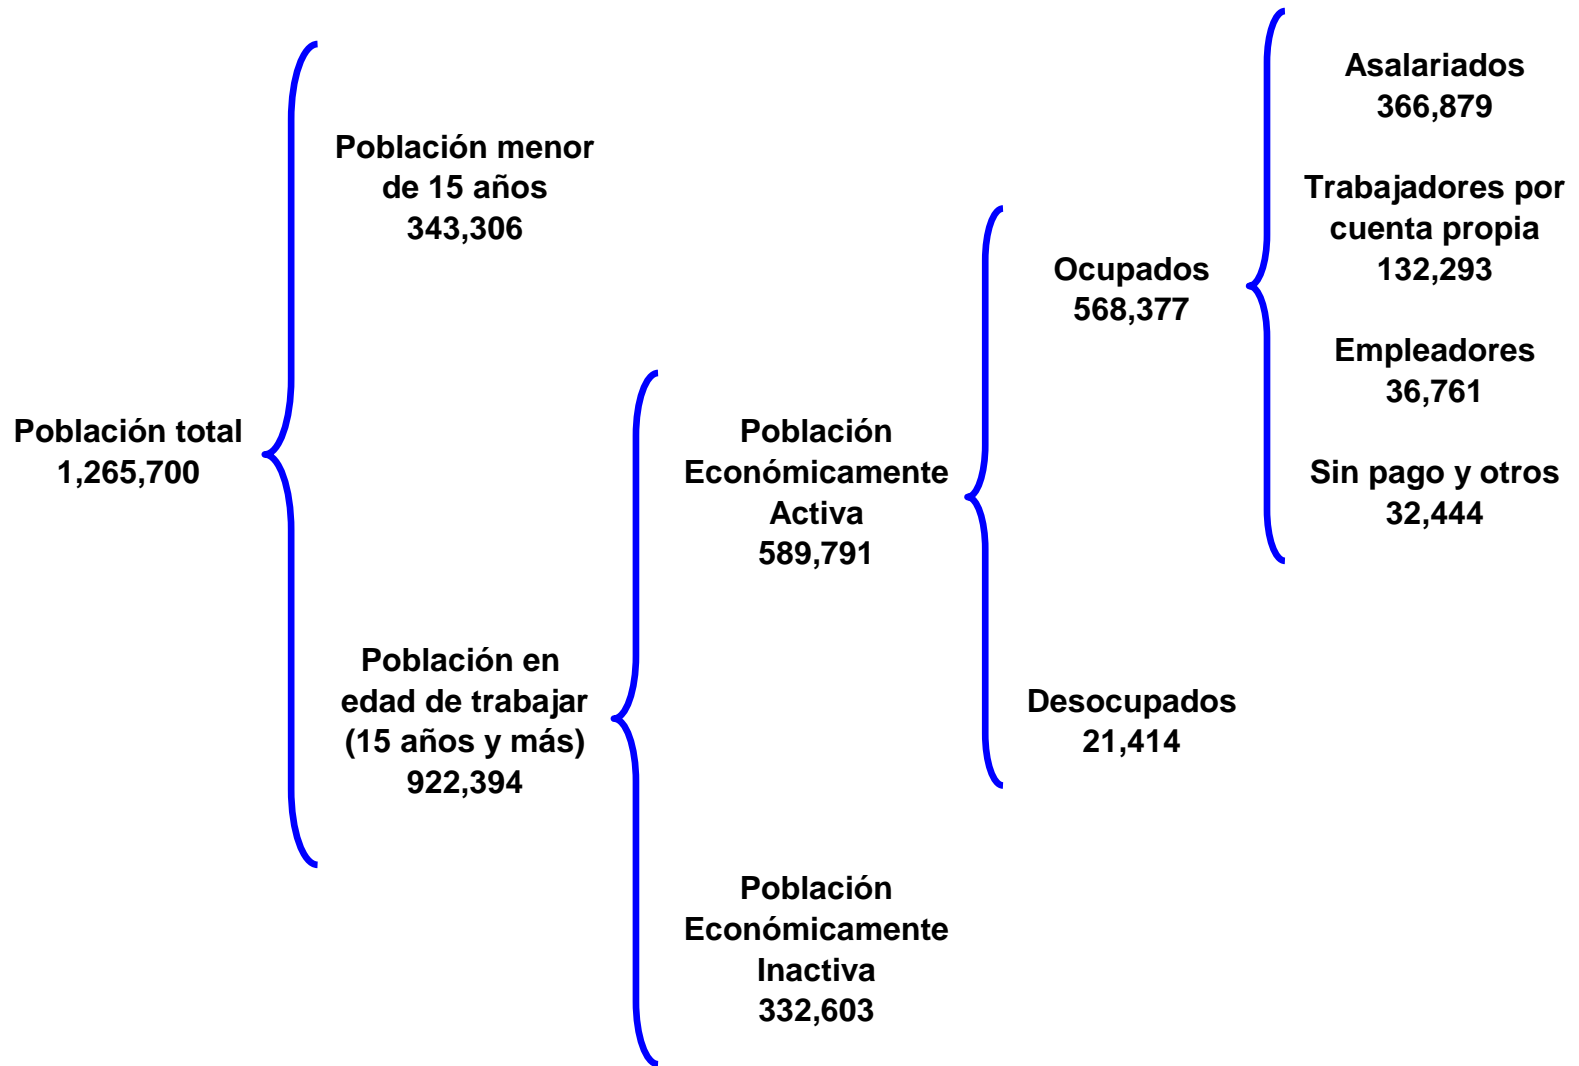 Población total
1,265,700
Población menor
de 15 años
343,306
Población en
edad de trabajar
(15 años y más)
922,394
Población
Económicamente
Activa
589,791
Población
Económicamente
Inactiva
332,603
Ocupados
568,377
Desocupados
21,414
Asalariados
366,879
Trabajadores por
cuenta propia
132,293
Empleadores
36,761
Sin pago y otros
32,444